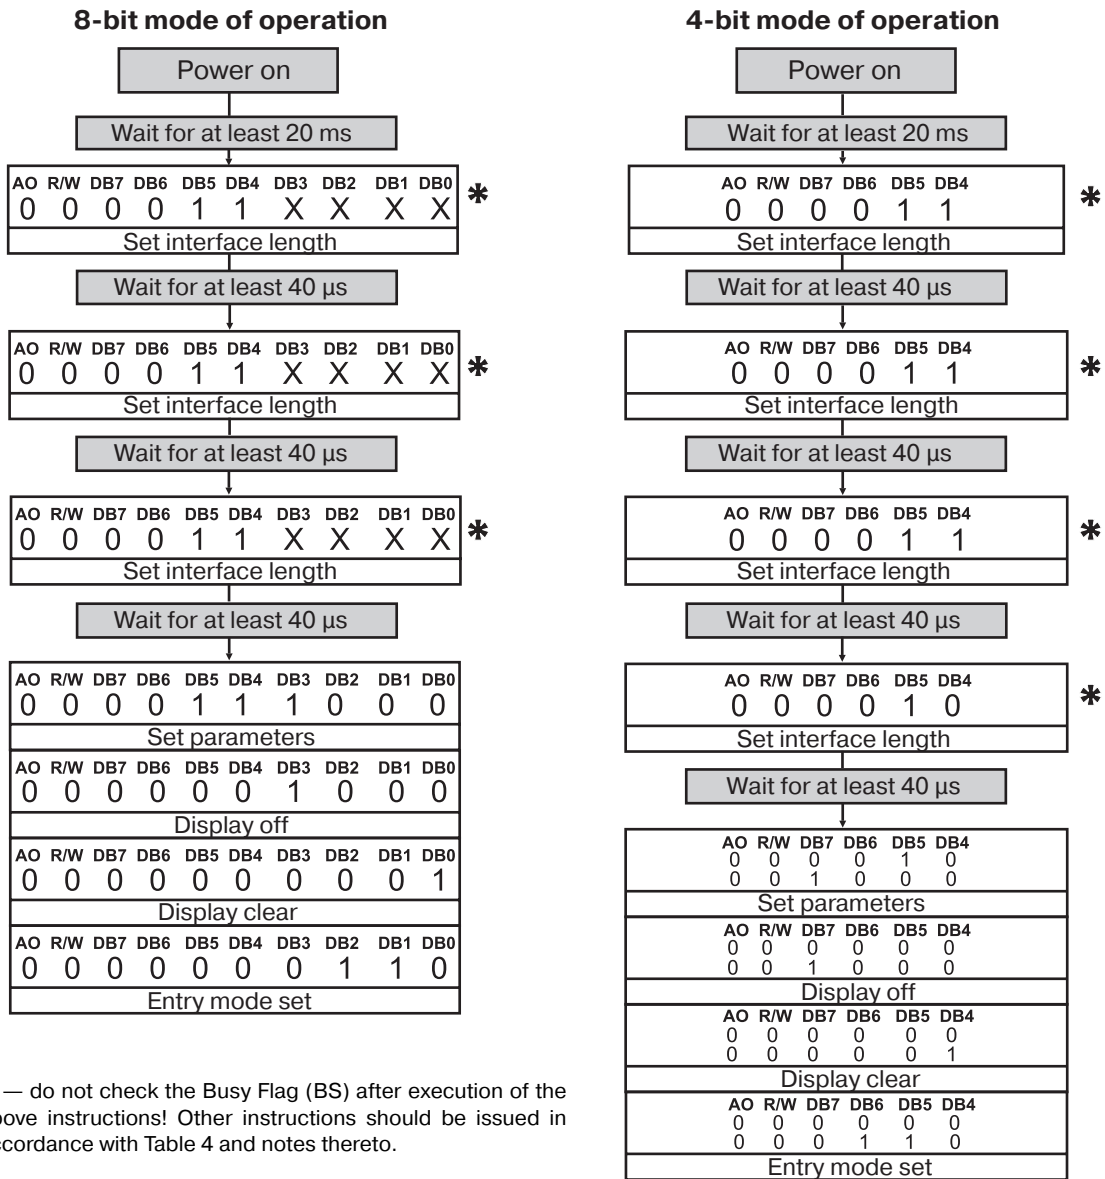 8-bit mode of operation
Power on
Wait for at least 20 ms
AO R/W DB7 DB6 DB5 DB4 DB3 DB2 DB1 DB0
0 0 0 0 1 1 X X X X *
Set interface length
Wait for at least 40 µs
AO R/W DB7 DB6 DB5 DB4 DB3 DB2 DB1 DB0
0 0 0 0 1 1 X X X X *
Set interface length
Wait for at least 40 µs
AO R/W DB7 DB6 DB5 DB4 DB3 DB2 DB1 DB0
0 0 0 0 1 1 X X X X *
Set interface length
Wait for at least 40 µs
AO R/W DB7 DB6 DB5 DB4 DB3 DB2 DB1 DB0
0 0 0 0 1 1 1 0 0 0
Set parameters
AO R/W DB7 DB6 DB5 DB4 DB3 DB2 DB1 DB0
0 0 0 0 0 0 1 0 0 0
Display off
AO R/W DB7 DB6 DB5 DB4 DB3 DB2 DB1 DB0
0 0 0 0 0 0 0 0 0 1
Display clear
AO R/W DB7 DB6 DB5 DB4 DB3 DB2 DB1 DB0
0 0 0 0 0 0 0 1 1 0
Entry mode set
— do not check the Busy Flag (BS) after execution of the
ove instructions! Other instructions should be issued in
ccordance with Table 4 and notes thereto.
4-bit mode of operation
Power on
Wait for at least 20 ms
AO R/W DB7 DB6 DB5 DB4
0 0 0 0 1 1 *
Set interface length
Wait for at least 40 µs
AO R/W DB7 DB6 DB5 DB4
0 0 0 0 1 1 *
Set interface length
Wait for at least 40 µs
AO R/W DB7 DB6 DB5 DB4
0 0 0 0 1 1 *
Set interface length
Wait for at least 40 µs
AO R/W DB7 DB6 DB5 DB4
0 0 0 0 1 0 *
Set interface length
Wait for at least 40 µs
AO R/W DB7 DB6 DB5 DB4
0 0 0 0 1 0
0 0 1 0 0 0
Set parameters
AO R/W DB7 DB6 DB5 DB4
0 0 0 0 0 0
0 0 1 0 0 0
Display off
AO R/W DB7 DB6 DB5 DB4
0 0 0 0 0 0
0 0 0 0 0 1
Display clear
AO R/W DB7 DB6 DB5 DB4
0 0 0 0 0 0
0 0 0 1 1 0
Entry mode set